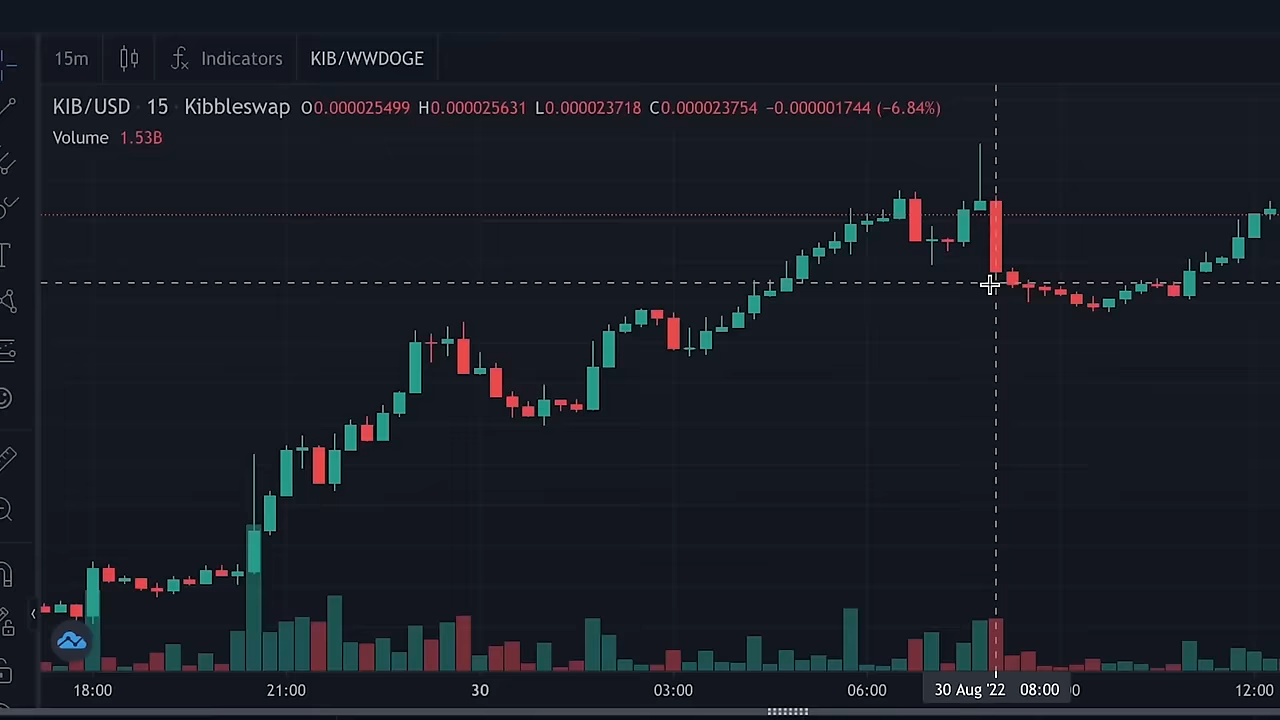 15m Indicators KIB/WWDOGE
KIB/USD · 15 · Kibbleswap O0.000025499 H0.000025631 L0.000023718 C0.000023754 −0.000001744 (−6.84%)
Volume 1.53B
18:00 21:00 30 03:00 06:00 30 Aug '22 08:00 12:00